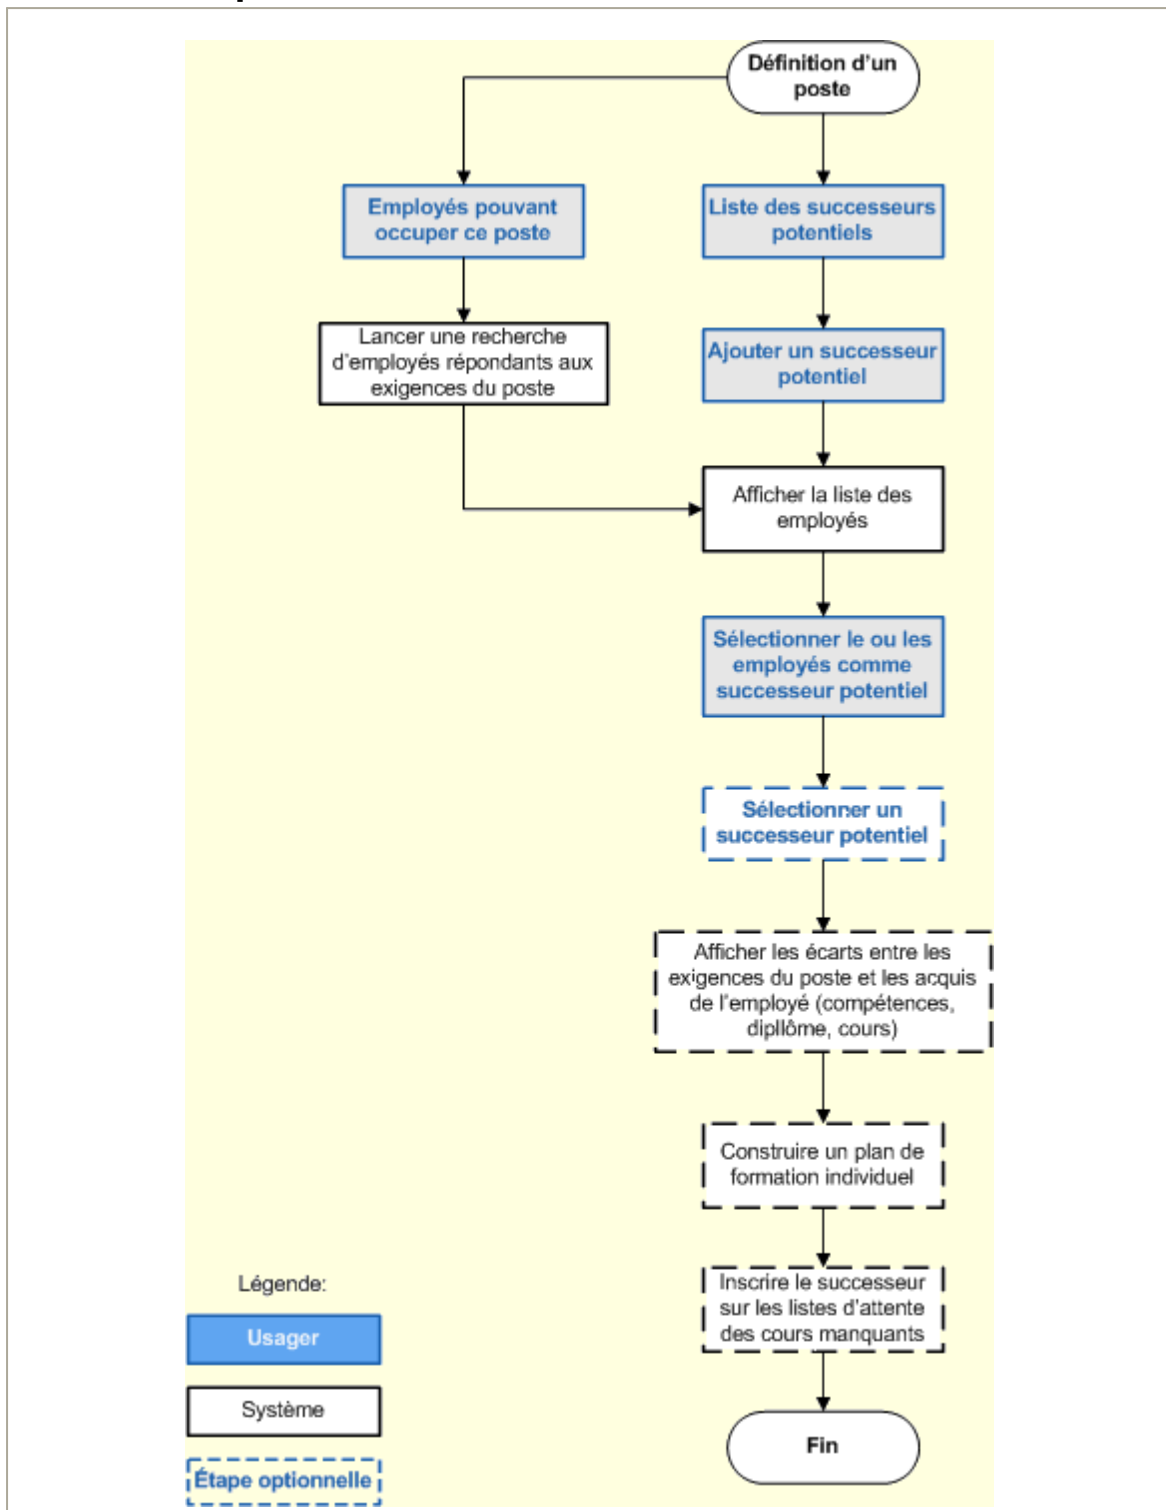 Définition d'un
poste
Employés pouvant
occuper ce poste
Liste des successeurs
potentiels
Lancer une recherche
d'employés répondants aux
exigences du poste
Ajouter un successeur
potentiel
Afficher la liste des
employés
Sélectionner le ou les
employés comme
successeur potentiel
Sélectionner un
successeur potentiel
Afficher les écarts entre les
exigences du poste et les acquis
de l'employé (compétences,
dipllôme, cours)
Construire un plan de
formation individuel
Inscrire le successeur
sur les listes d'attente
des cours manquants
Fin
Légende:
Usager
Système
Étape optionnelle